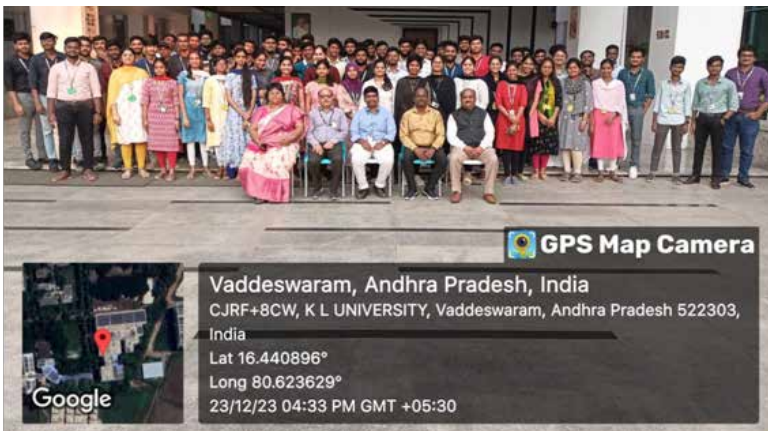 GPS Map Camera
Vaddeswaram, Andhra Pradesh, India
CJRF+8CW, K L UNIVERSITY, Vaddeswaram, Andhra Pradesh 522303,
India
Lat 16.440896°
Long 80.623629°
23/12/23 04:33 PM GMT +05:30
Google